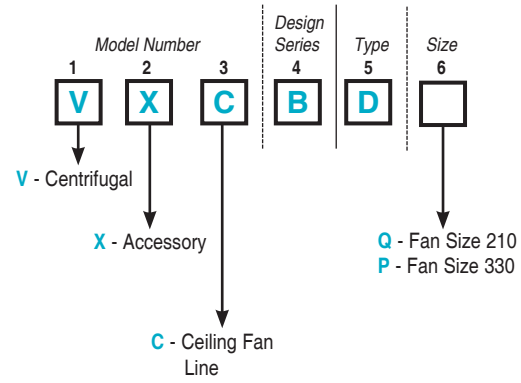 Design
Model Number Series Type Size
1 2 3 4 5 6
V X C B D
V - Centrifugal
X - Accessory
Q - Fan Size 210
P - Fan Size 330
C - Ceiling Fan
Line